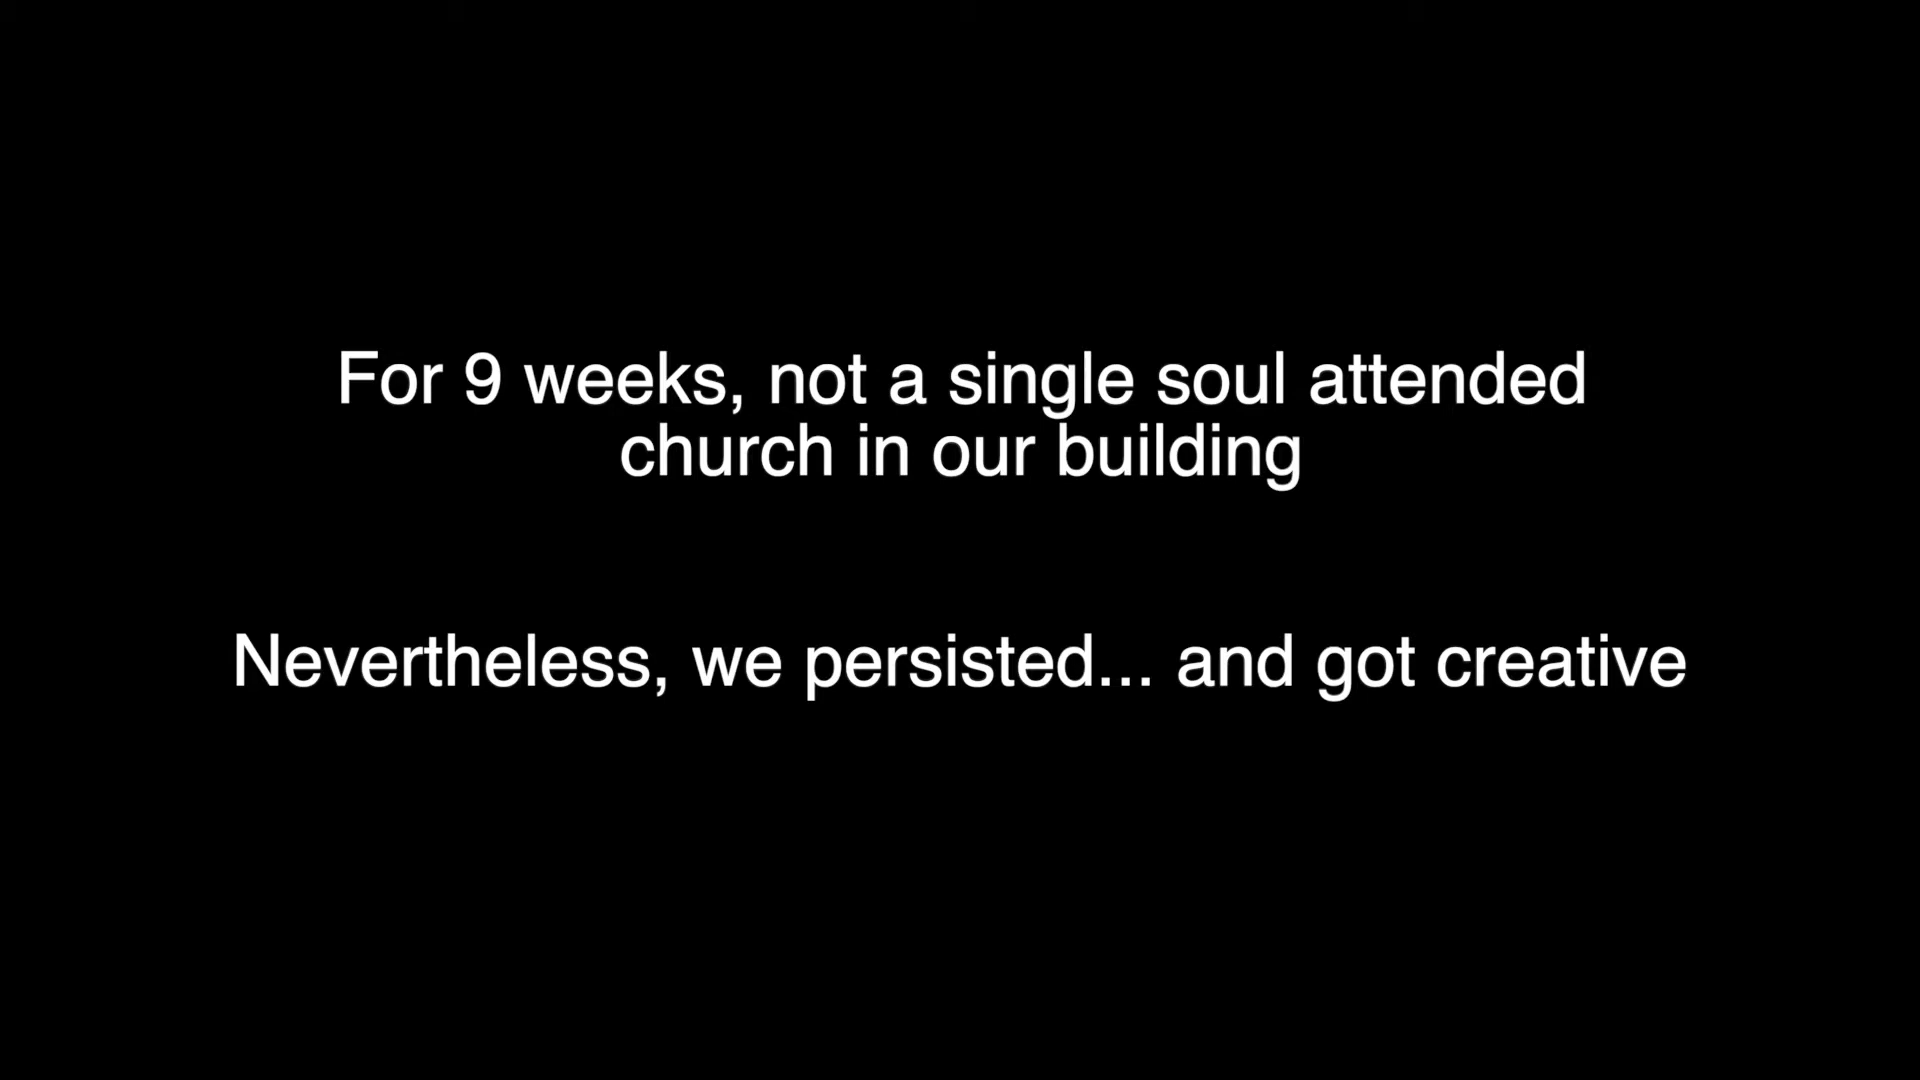 For 9 weeks, not a single soul attended
church in our building
Nevertheless, we persisted... and got creative